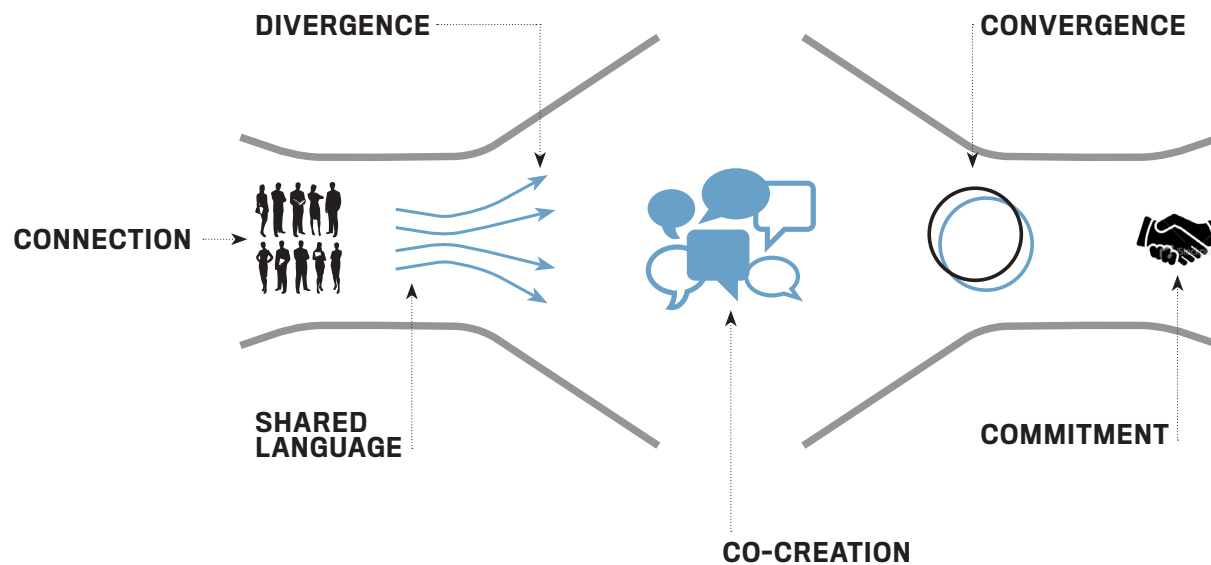 DIVERGENCE
CONVERGENCE
CONNECTION
SHARED
LANGUAGE
COMMITMENT
CO-CREATION